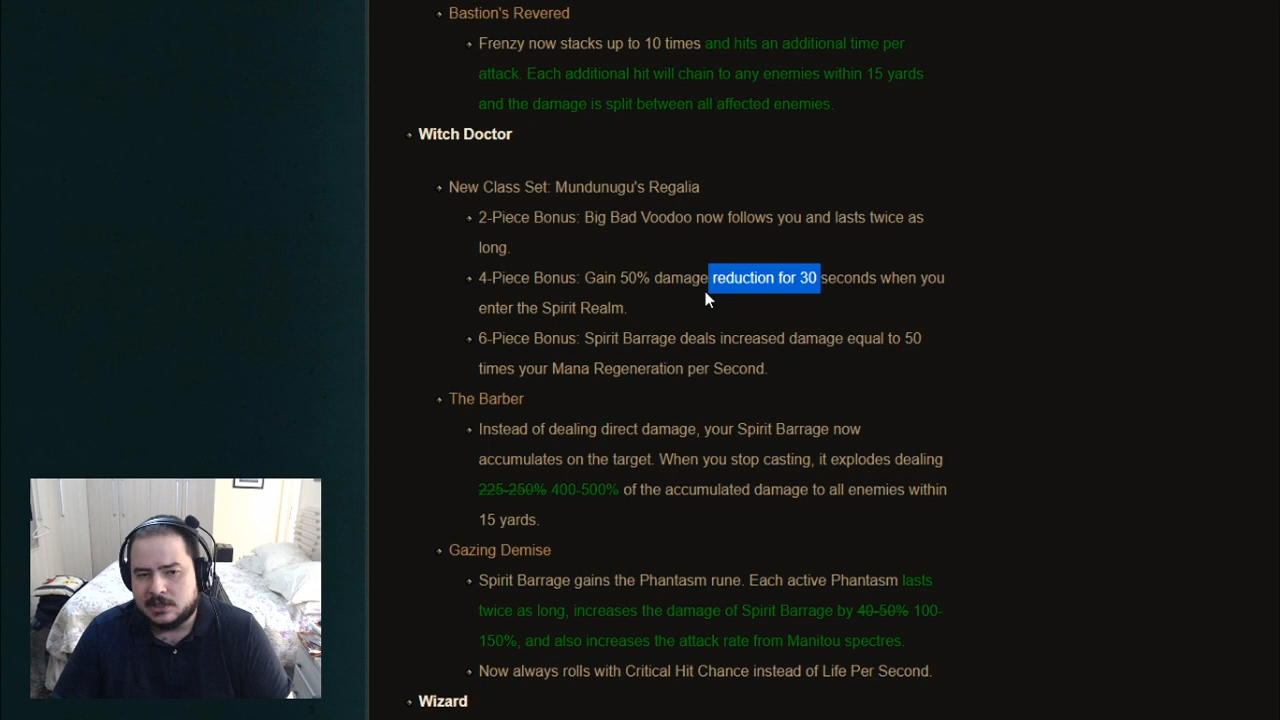 Bastion's Revered
Frenzy now stacks up to 10 times and hits an additional time per
attack. Each additional hit will chain to any enemies within 15 yards
and the damage is split between all affected enemies.
Witch Doctor
New Class Set: Mundunugu's Regalia
2-Piece Bonus: Big Bad Voodoo now follows you and lasts twice as
long.
4-Piece Bonus: Gain 50% damage reduction for 30 seconds when you
enter the Spirit Realm.
6-Piece Bonus: Spirit Barrage deals increased damage equal to 50
times your Mana Regeneration per Second.
The Barber
Instead of dealing direct damage, your Spirit Barrage now
accumulates on the target. When you stop casting, it explodes dealing
225-250% 400-500% of the accumulated damage to all enemies within
15 yards.
Gazing Demise
Spirit Barrage gains the Phantasm rune. Each active Phantasm lasts
twice as long, increases the damage of Spirit Barrage by 40-50% 100-
150%, and also increases the attack rate from Manitou spectres.
Now always rolls with Critical Hit Chance instead of Life Per Second.
Wizard